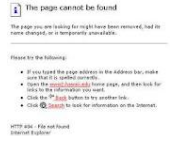 The page cannot be found
The page you are looking for might have been removed, had its
name changed, or is temporarily unavailable.
Please try the following:
If you typed the page address in the Address bar, make
sure that it is spelled correctly.
Open the home page, and then look for
links to the information you want.
Click the Back button to try another link.
Click Search to look for information on the Internet.
HTTP 404 - File not found
Internet Explorer